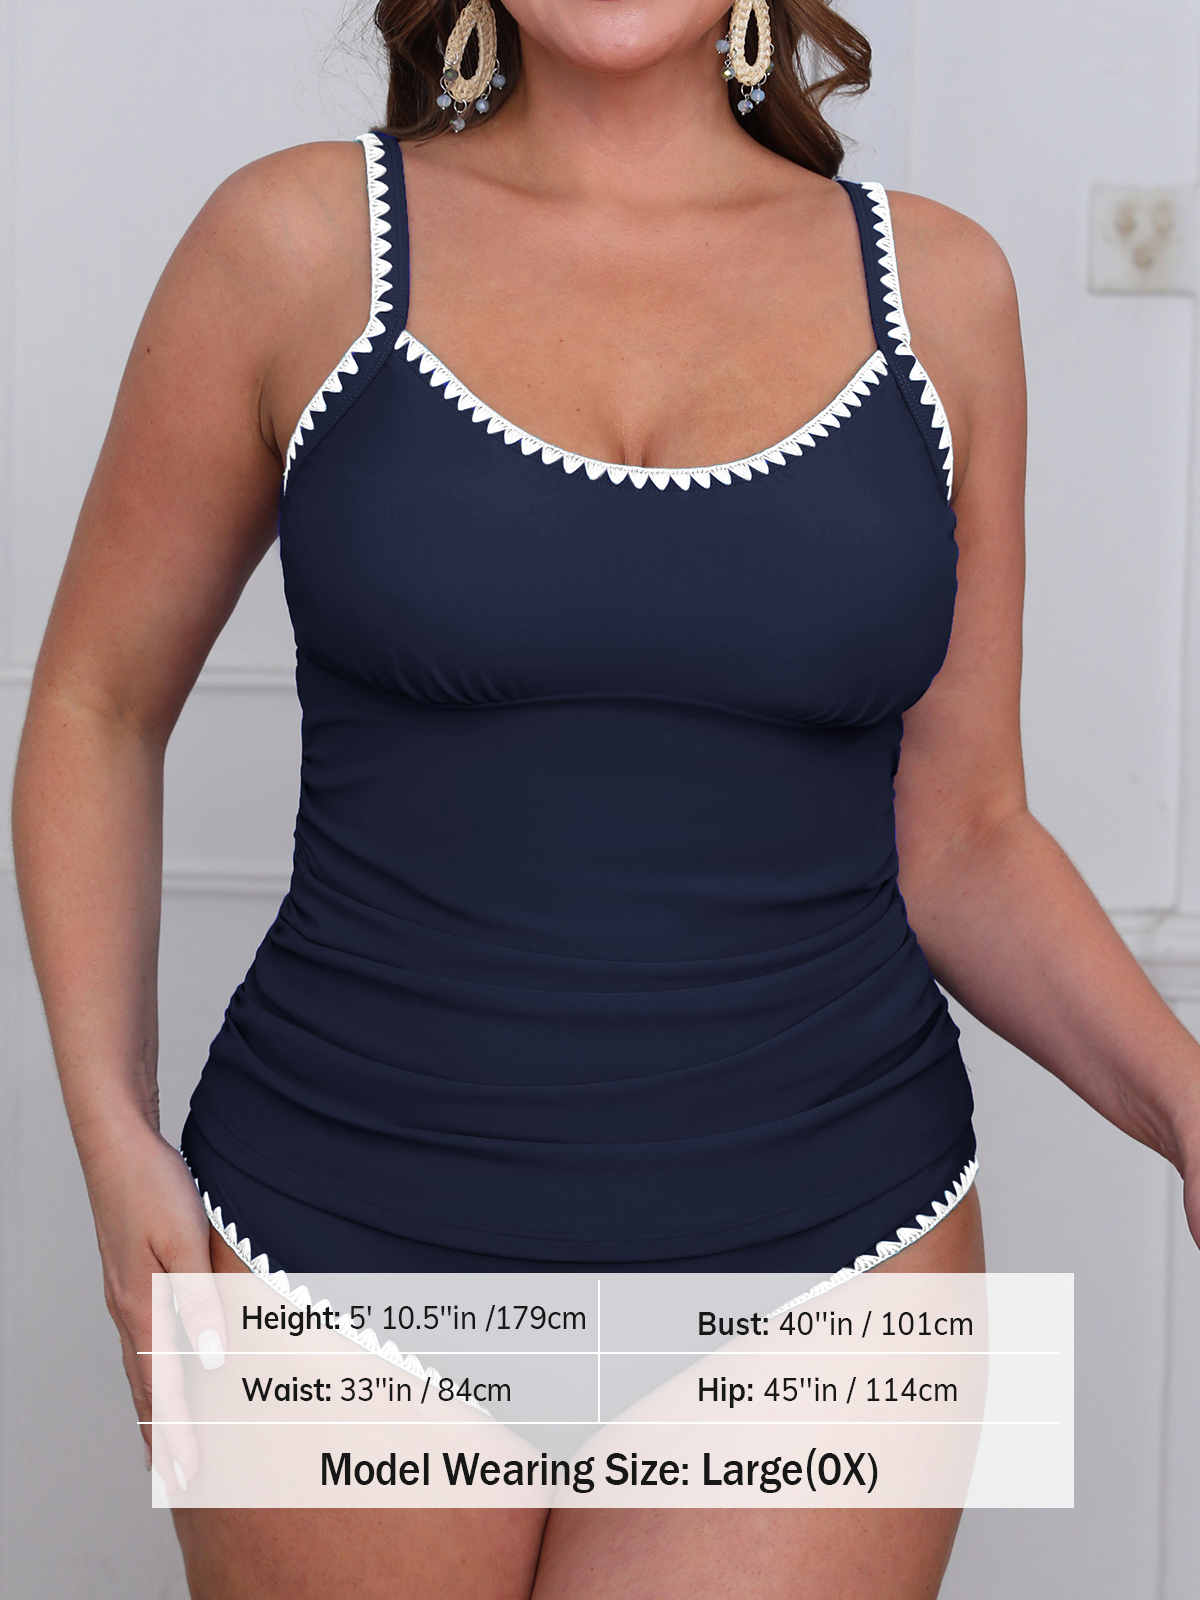 Height: 5' 10.5"in /179cm
Bust: 40"in / 101cm
Waist: 33"in / 84cm
Hip: 45"in / 114cm
Model Wearing Size: Large(0X)